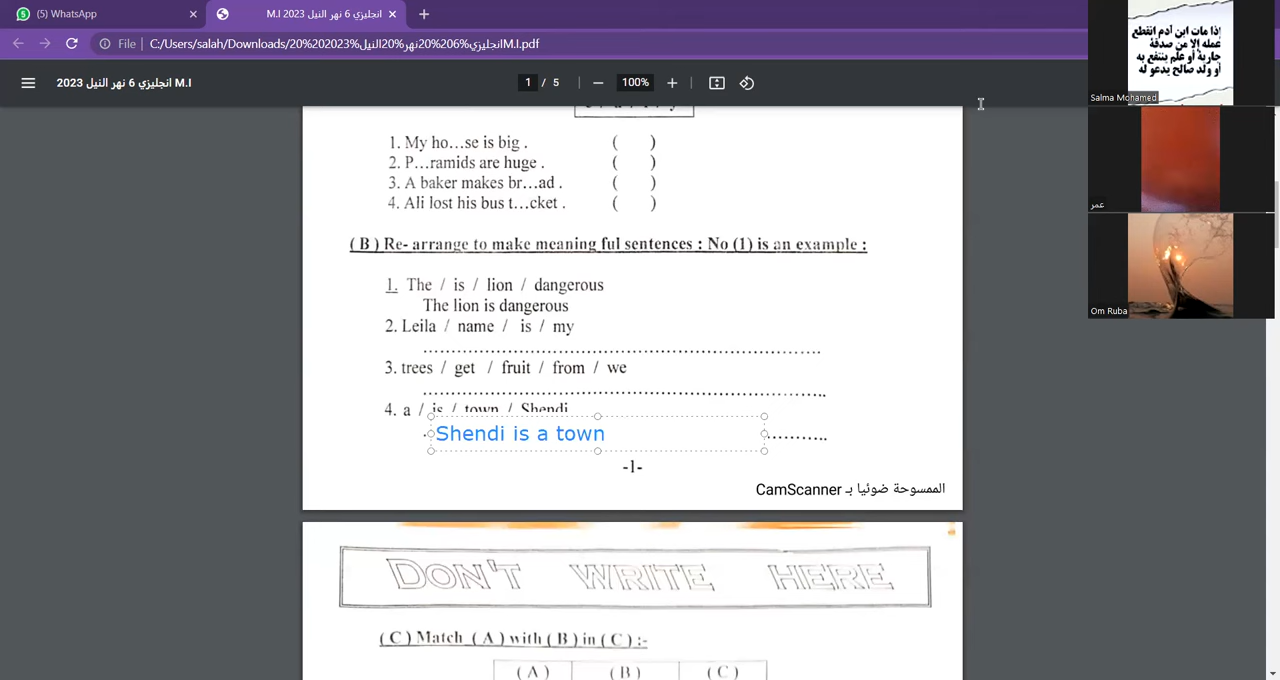 (5) WhatsApp
M.I 2023 انجليزي 6 نهر النيل
File
C:/Users/salah/Downloads/20%202023%النيل20%نهر20%206%انجليزيM.I.pdf
M.I انجليزي 6 نهر النيل 2023
1 / 5
100%
إذا مات ابن آدم انقطع
عمله إلا من صدقة
جارية أو علم ينتفع به
أو ولد صالح يدعو له
Salma Mohamed
عمر
Om Ruba
1. My ho...se is big . ( )
2. P...ramids are huge . ( )
3. A baker makes br...ad . ( )
4. Ali lost his bus t...cket . ( )
( B ) Re- arrange to make meaning ful sentences : No (1) is an example :
1. The / is / lion / dangerous
The lion is dangerous
2. Leila / name / is / my
3. trees / get / fruit / from / we
4. a / is / town / Shendi
Shendi is a town
-1-
الممسوحة ضوئيا بـ CamScanner
DON'T WRITE HERE
( C ) Match ( A ) with ( B ) in ( C ) :-
( A ) ( B ) ( C )